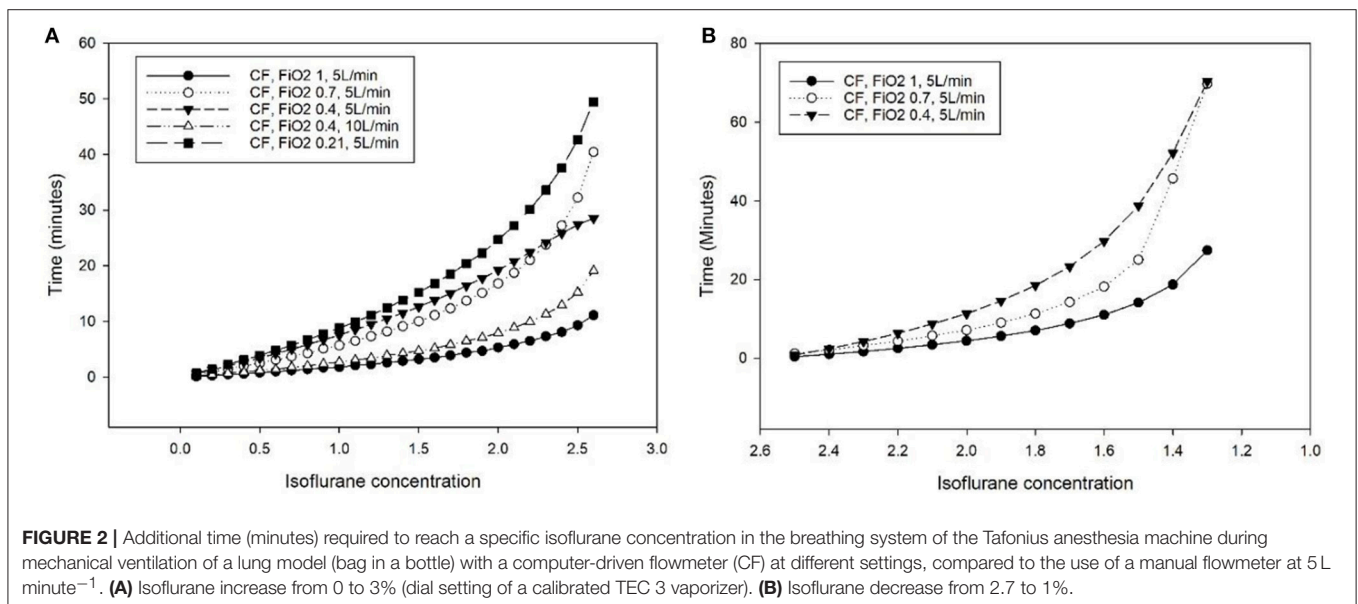 A
60
50
40
30
20
10
0
Time (minutes)
CF, FiO2 1, 5L/min
CF, FiO2 0.7, 5L/min
CF, FiO2 0.4, 5L/min
CF, FiO2 0.4, 10L/min
CF, FiO2 0.21, 5L/min
0.0 0.5 1.0 1.5 2.0 2.5 3.0
Isoflurane concentration
B
80
60
40
20
0
Time (Minutes)
CF, FiO2 1, 5L/min
CF, FiO2 0.7, 5L/min
CF, FiO2 0.4, 5L/min
2.6 2.4 2.2 2.0 1.8 1.6 1.4 1.2 1.0
Isoflurane concentration
FIGURE 2 | Additional time (minutes) required to reach a specific isoflurane concentration in the breathing system of the Tafonius anesthesia machine during
mechanical ventilation of a lung model (bag in a bottle) with a computer-driven flowmeter (CF) at different settings, compared to the use of a manual flowmeter at 5 L
minute⁻¹. (A) Isoflurane increase from 0 to 3% (dial setting of a calibrated TEC 3 vaporizer). (B) Isoflurane decrease from 2.7 to 1%.